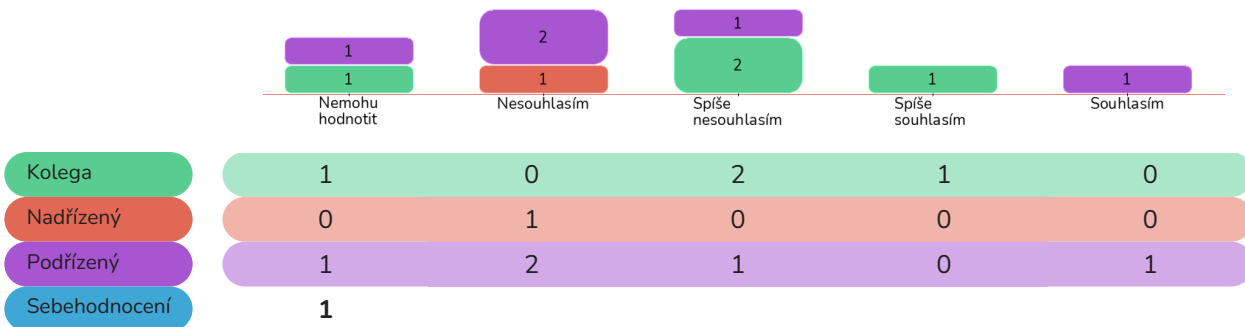 1 2 1
1 1 2 1 1
Nemohu hodnotit Nesouhlasím Spíše nesouhlasím Spíše souhlasím Souhlasím
Kolega 1 0 2 1 0
Nadřízený 0 1 0 0 0
Podřízený 1 2 1 0 1
Sebehodnocení 1